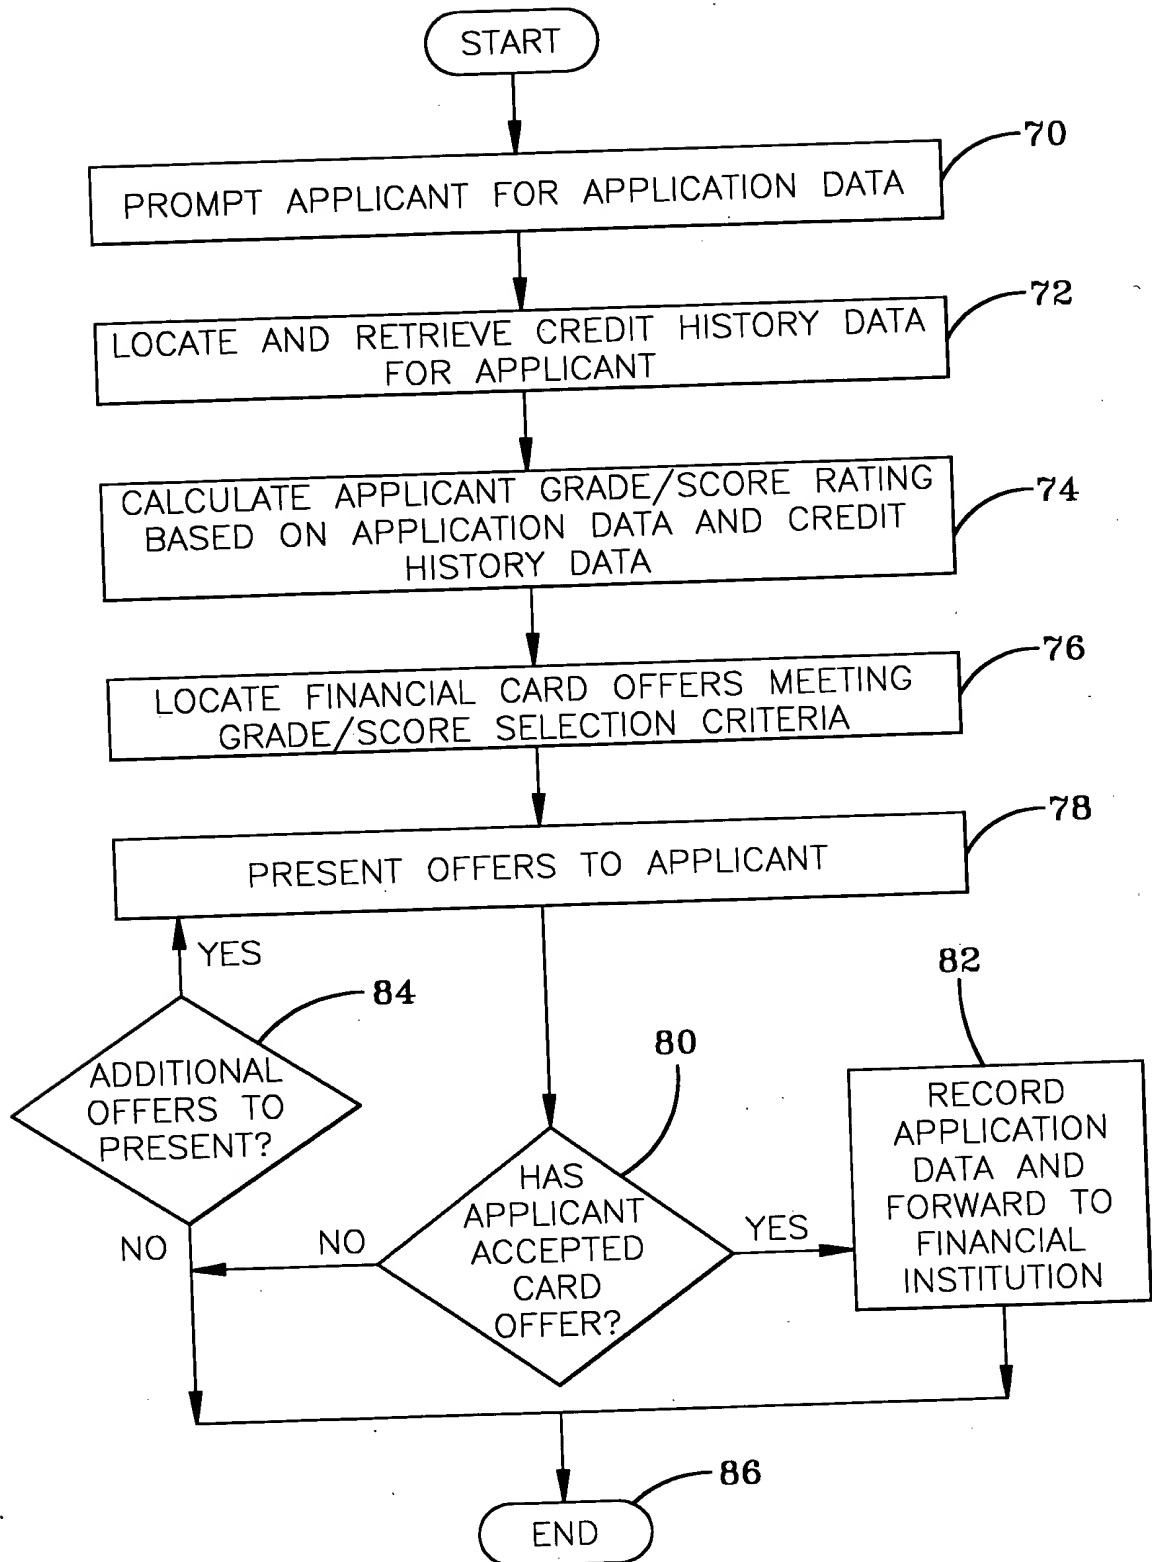 START
70
PROMPT APPLICANT FOR APPLICATION DATA
72
LOCATE AND RETRIEVE CREDIT HISTORY DATA
FOR APPLICANT
74
CALCULATE APPLICANT GRADE/SCORE RATING
BASED ON APPLICATION DATA AND CREDIT
HISTORY DATA
76
LOCATE FINANCIAL CARD OFFERS MEETING
GRADE/SCORE SELECTION CRITERIA
78
PRESENT OFFERS TO APPLICANT
YES
84
ADDITIONAL
OFFERS TO
PRESENT?
NO
80
HAS
APPLICANT
ACCEPTED
CARD
OFFER?
NO
YES
82
RECORD
APPLICATION
DATA AND
FORWARD TO
FINANCIAL
INSTITUTION
86
END